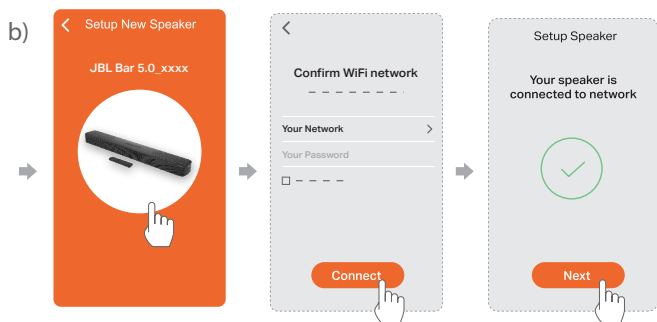 b)
Setup New Speaker
JBL Bar 5.0_xxxx
Confirm WiFi network
Your Network
Your Password
Connect
Setup Speaker
Your speaker is
connected to network
Next